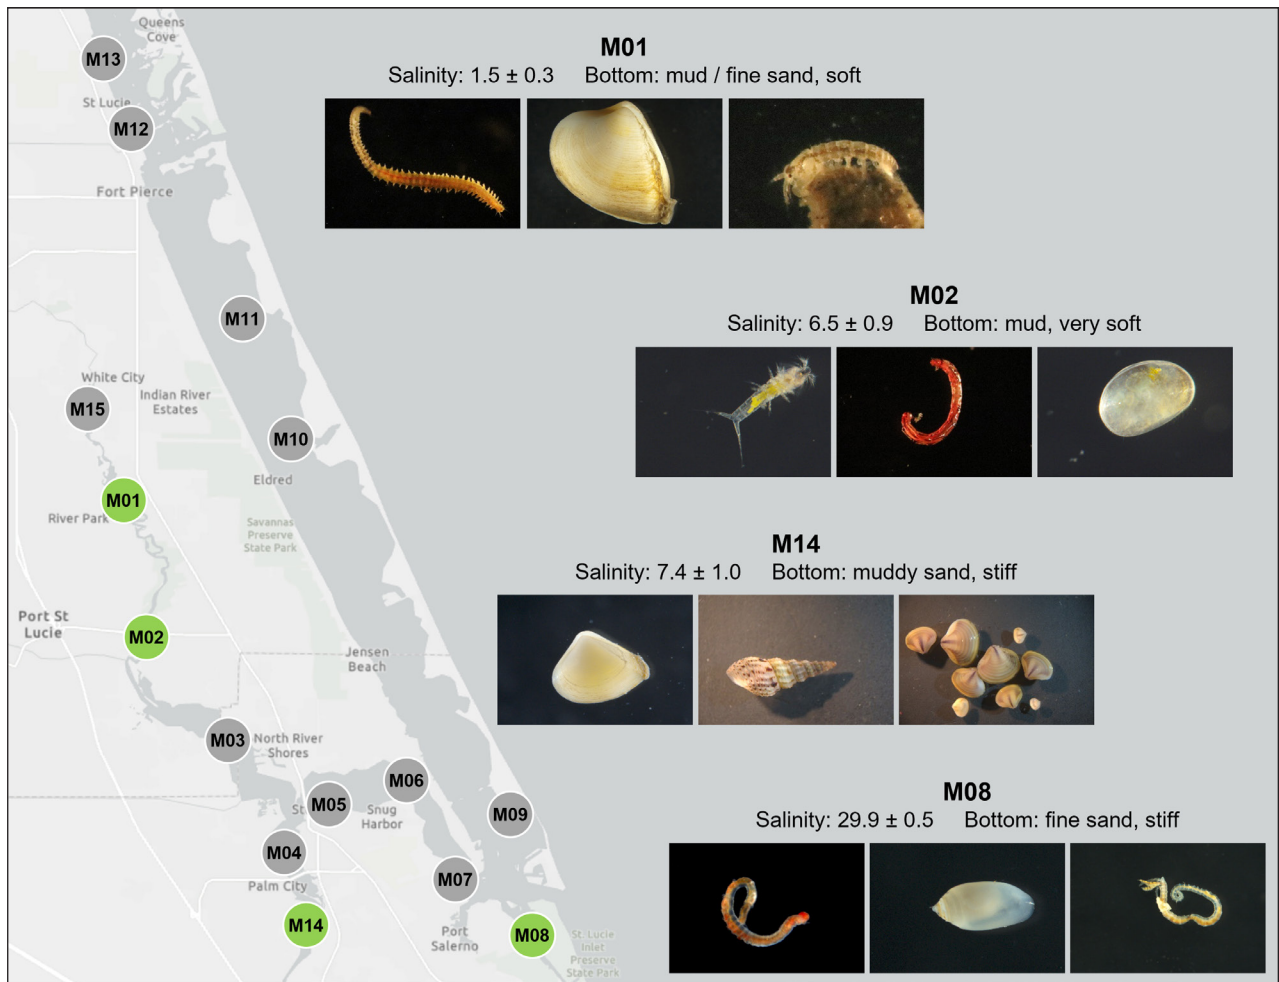 Queens
Cove
M13
St Lucie
M12
Fort Pierce
M11
White City
M15
Indian River
Estates
M10
Eldred
M01
River Park
Savannas
Preserve
State Park
Port St
Lucie
M02
Jensen
Beach
M03
North River
Shores
M06
M05
St
Snug
Harbor
M09
M04
Palm City
M07
M14
Port
Salerno
M08
St. Lucie
Inlet
Preserve
State Park
M01
Salinity: 1.5 ± 0.3 Bottom: mud / fine sand, soft
M02
Salinity: 6.5 ± 0.9 Bottom: mud, very soft
M14
Salinity: 7.4 ± 1.0 Bottom: muddy sand, stiff
M08
Salinity: 29.9 ± 0.5 Bottom: fine sand, stiff